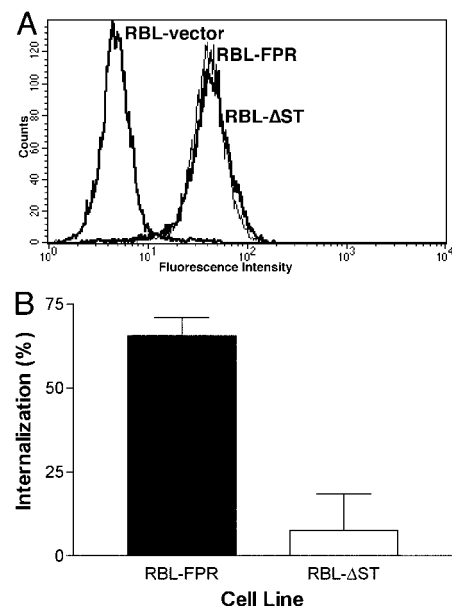 A
RBL-vector
RBL-FPR
RBL-ΔST
Counts
120
100
80
60
40
20
0
10⁰ 10¹ 10² 10³ 10⁴
Fluorescence Intensity
B
Internalization (%)
75
50
25
0
RBL-FPR RBL-ΔST
Cell Line